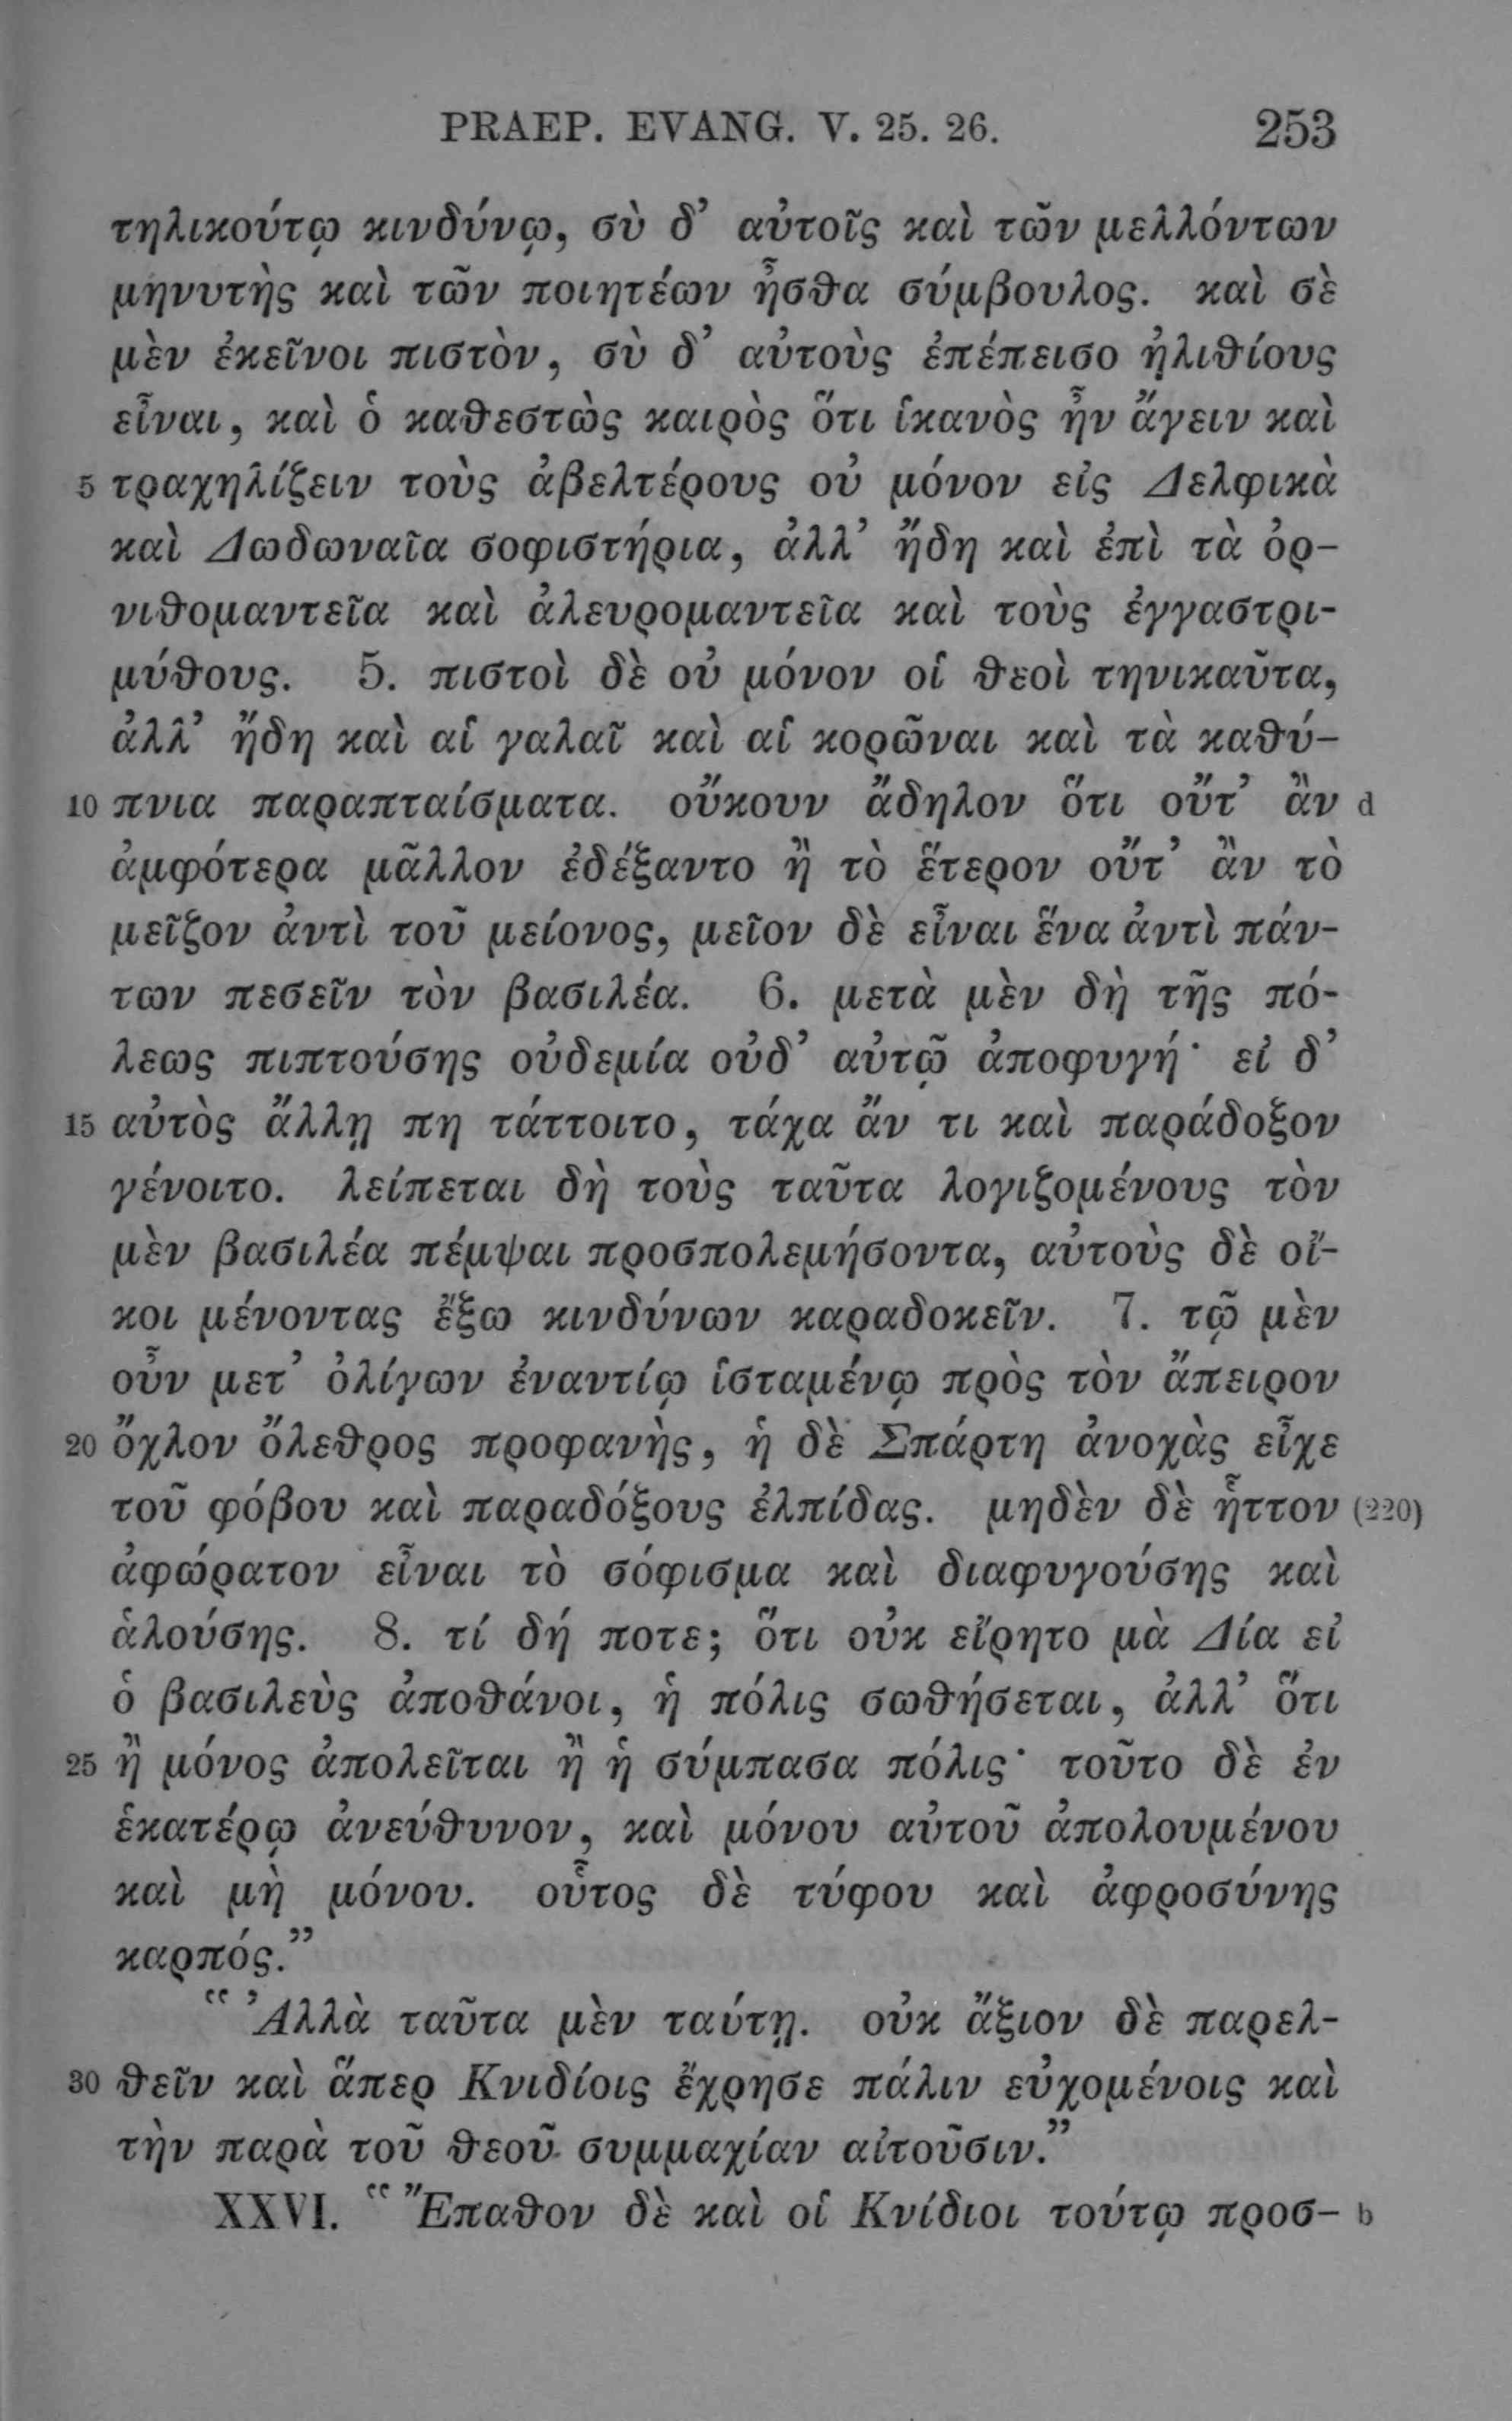 PRAEP. EVANG. V. 25. 26. 253
τηλικούτῳ κινδύνῳ, σὺ δ’ αὐτοῖς καὶ τῶν μελλόντων
μηνυτὴς καὶ τῶν ποιητέων ἦσθα σύμβουλος. καὶ σὲ
μὲν ἐκεῖνοι πιστὸν, σὺ δ’ αὐτοὺς ἐπέπεισο ἠλιθίους
εἶναι, καὶ ὁ καθεστὼς καιρὸς ὅτι ἱκανὸς ἦν ἄγειν καὶ
5 τραχηλίζειν τοὺς ἀβελτέρους οὐ μόνον εἰς Δελφικὰ
καὶ Δωδωναῖα σοφιστήρια, ἀλλ’ ἤδη καὶ ἐπὶ τὰ ὀρ-
νιθομαντεῖα καὶ ἀλευρομαντεῖα καὶ τοὺς ἐγγαστρι-
μύθους. 5. πιστοὶ δὲ οὐ μόνον οἱ θεοὶ τηνικαῦτα,
ἀλλ’ ἤδη καὶ αἱ γαλαῖ καὶ αἱ κορῶναι καὶ τὰ καθύ-
10 πνια παραπταίσματα. οὔκουν ἄδηλον ὅτι οὔτ’ ἂν d
ἀμφότερα μᾶλλον ἐδέξαντο ἢ τὸ ἕτερον οὔτ’ ἂν τὸ
μεῖζον ἀντὶ τοῦ μείονος, μεῖον δὲ εἶναι ἕνα ἀντὶ πάν-
των πεσεῖν τὸν βασιλέα. 6. μετὰ μὲν δὴ τῆς πό-
λεως πιπτούσης οὐδεμία οὐδ’ αὐτῷ ἀποφυγή· εἰ δ’
15 αὐτὸς ἄλλῃ πη τάττοιτο, τάχα ἄν τι καὶ παράδοξον
γένοιτο. λείπεται δὴ τοὺς ταῦτα λογιζομένους τὸν
μὲν βασιλέα πέμψαι προσπολεμήσοντα, αὐτοὺς δὲ οἴ-
κοι μένοντας ἔξω κινδύνων καραδοκεῖν. 7. τῷ μὲν
οὖν μετ’ ὀλίγων ἐναντίῳ ἱσταμένῳ πρὸς τὸν ἄπειρον
20 ὄχλον ὄλεθρος προφανὴς, ἡ δὲ Σπάρτη ἀνοχὰς εἶχε
τοῦ φόβου καὶ παραδόξους ἐλπίδας. μηδὲν δὲ ἧττον (220)
ἀφώρατον εἶναι τὸ σόφισμα καὶ διαφυγούσης καὶ
ἁλούσης. 8. τί δή ποτε; ὅτι οὐκ εἴρητο μὰ Δία εἰ
ὁ βασιλεὺς ἀποθάνοι, ἡ πόλις σωθήσεται, ἀλλ’ ὅτι
25 ἢ μόνος ἀπολεῖται ἢ ἡ σύμπασα πόλις· τοῦτο δὲ ἐν
ἑκατέρῳ ἀνεύθυνον, καὶ μόνου αὐτοῦ ἀπολουμένου
καὶ μὴ μόνου. οὗτος δὲ τύφου καὶ ἀφροσύνης
καρπός.”
“Ἀλλὰ ταῦτα μὲν ταύτῃ. οὐκ ἄξιον δὲ παρελ-
30 θεῖν καὶ ἅπερ Κνιδίοις ἔχρησε πάλιν εὐχομένοις καὶ
τὴν παρὰ τοῦ θεοῦ συμμαχίαν αἰτοῦσιν.”
XXVI. “Ἔπαθον δὲ καὶ οἱ Κνίδιοι τούτῳ προσ- b